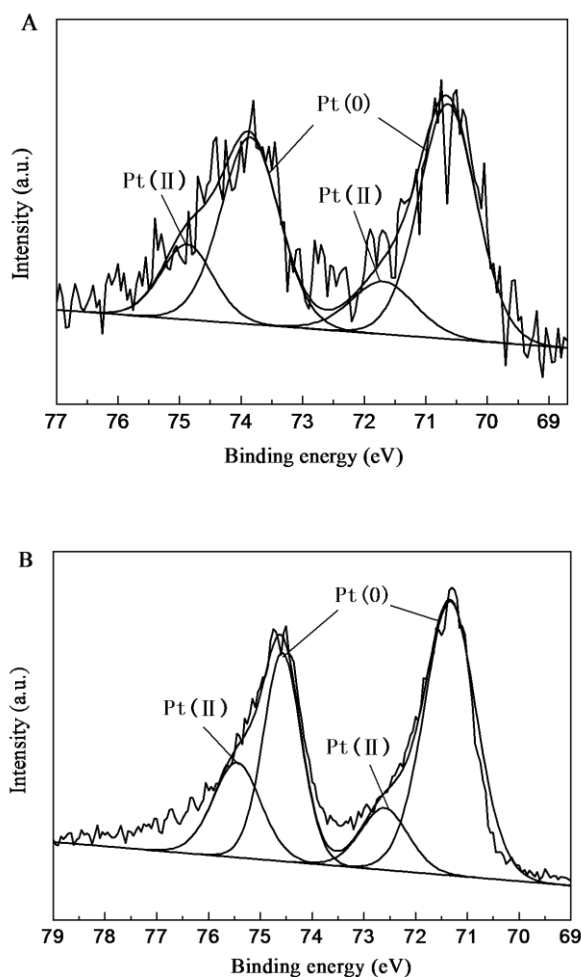 A
Pt(0)
Pt(Ⅱ)
Pt(Ⅱ)
Intensity (a.u.)
77 76 75 74 73 72 71 70 69
Binding energy (eV)
B
Pt(0)
Pt(Ⅱ)
Pt(Ⅱ)
Intensity (a.u.)
79 78 77 76 75 74 73 72 71 70 69
Binding energy (eV)